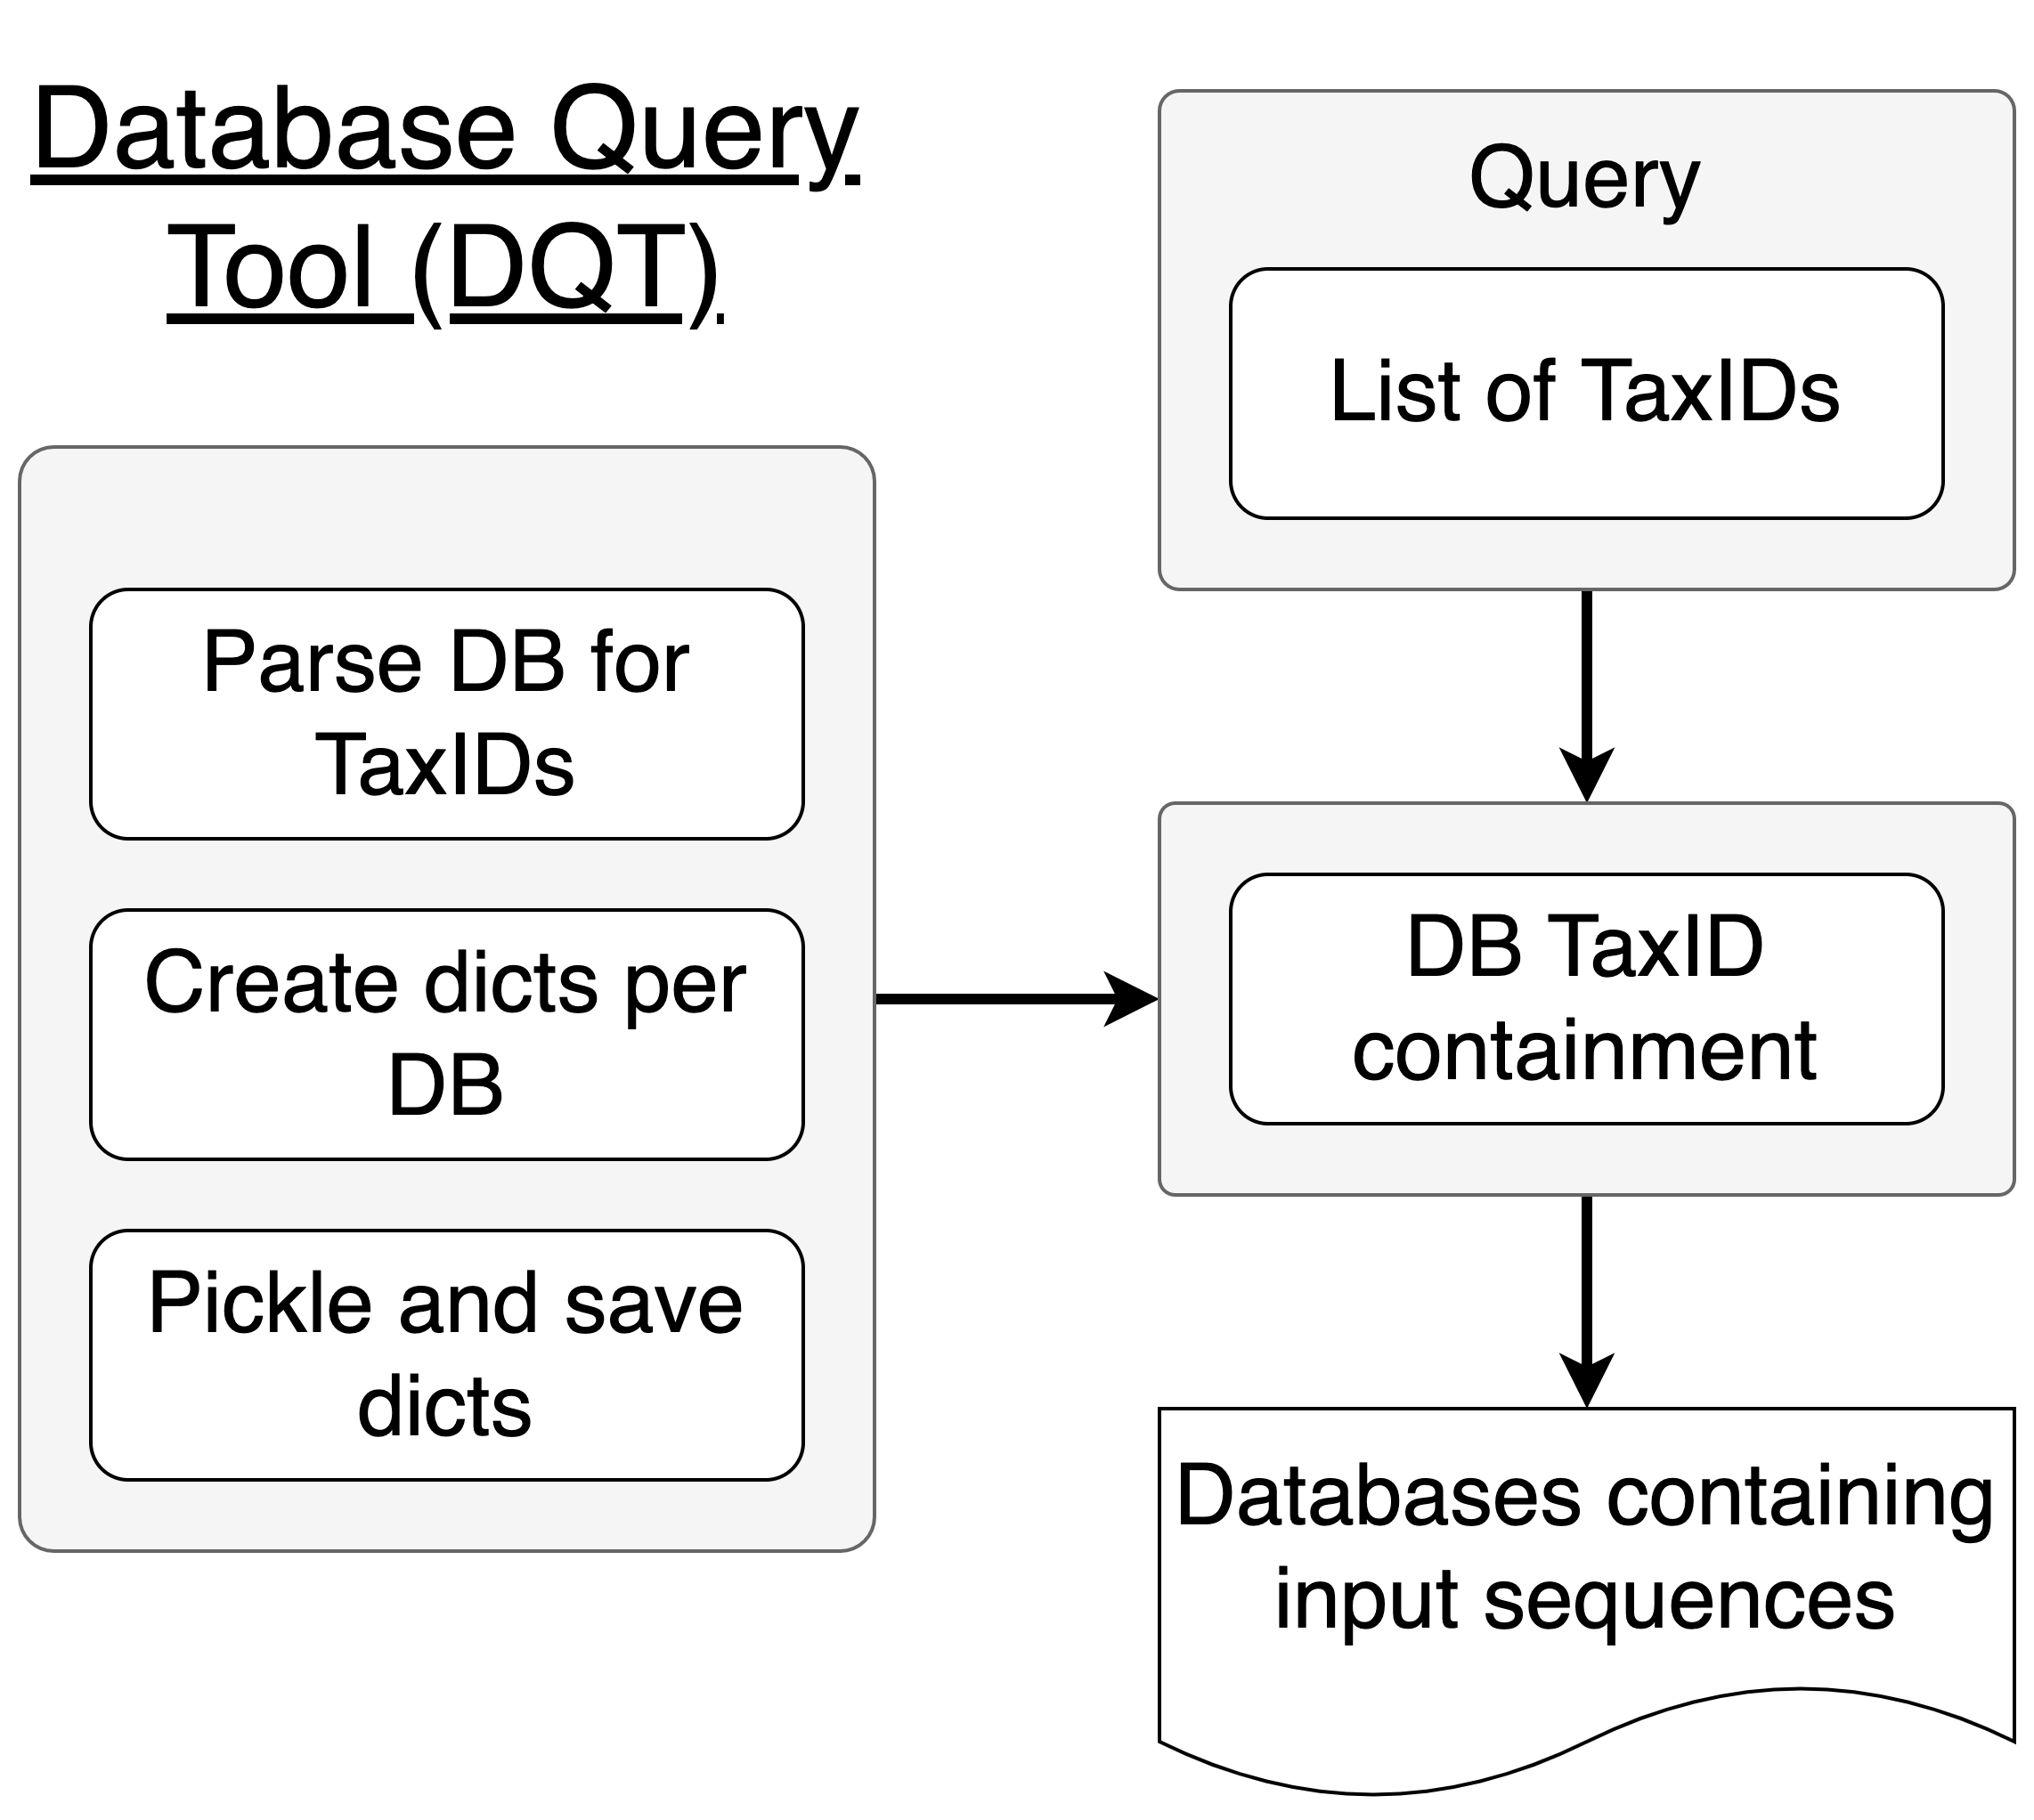 Database Query
Tool (DQT)
Query
List of TaxIDs
Parse DB for
TaxIDs
Create dicts per
DB
Pickle and save
dicts
DB TaxID
containment
Databases containing
input sequences